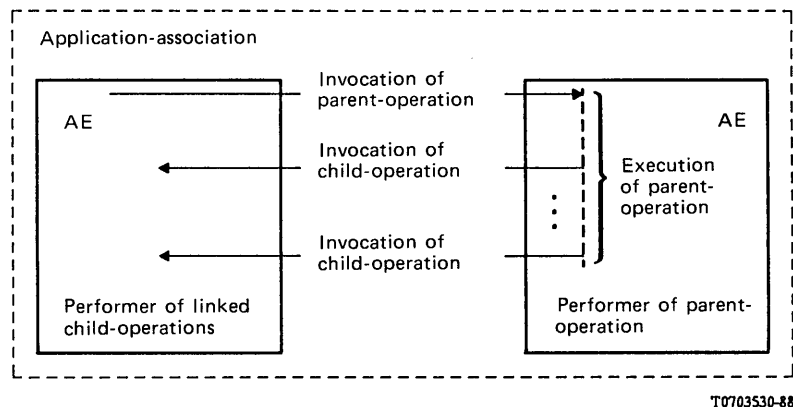 Application-association
Invocation of
parent-operation
AE
AE
Invocation of
child-operation
Execution
of parent-
operation
Invocation of
child-operation
Performer of linked
child-operations
Performer of parent-
operation
T0703530-88